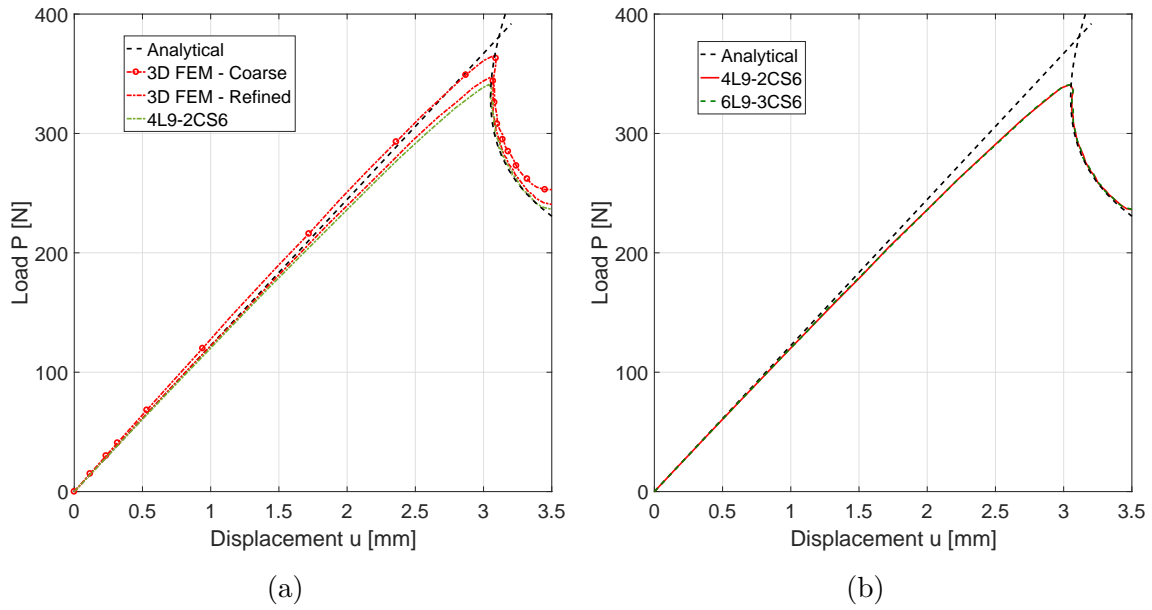 400
300
200
100
0
Load P [N]
Analytical
3D FEM - Coarse
3D FEM - Refined
4L9-2CS6
0 0.5 1 1.5 2 2.5 3 3.5
Displacement u [mm]
(a)
400
300
200
100
0
Load P [N]
Analytical
4L9-2CS6
6L9-3CS6
0 0.5 1 1.5 2 2.5 3 3.5
Displacement u [mm]
(b)